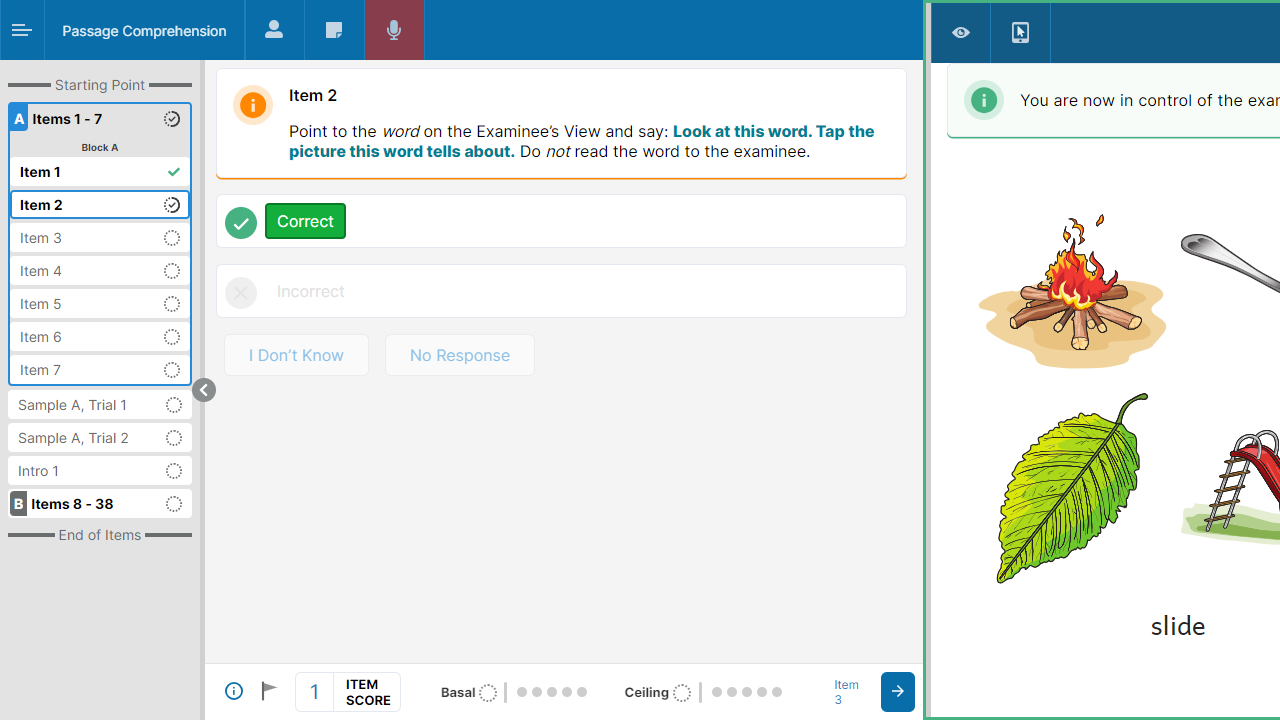 Passage Comprehension
Starting Point
A Items 1 - 7
Block A
Item 1
Item 2
Item 3
Item 4
Item 5
Item 6
Item 7
Sample A, Trial 1
Sample A, Trial 2
Intro 1
B Items 8 - 38
End of Items
Item 2
Point to the word on the Examinee's View and say: Look at this word. Tap the
picture this word tells about. Do not read the word to the examinee.
Correct
Incorrect
I Don't Know
No Response
1 ITEM
SCORE
Basal
Ceiling
Item
3
You are now in control of the
slide